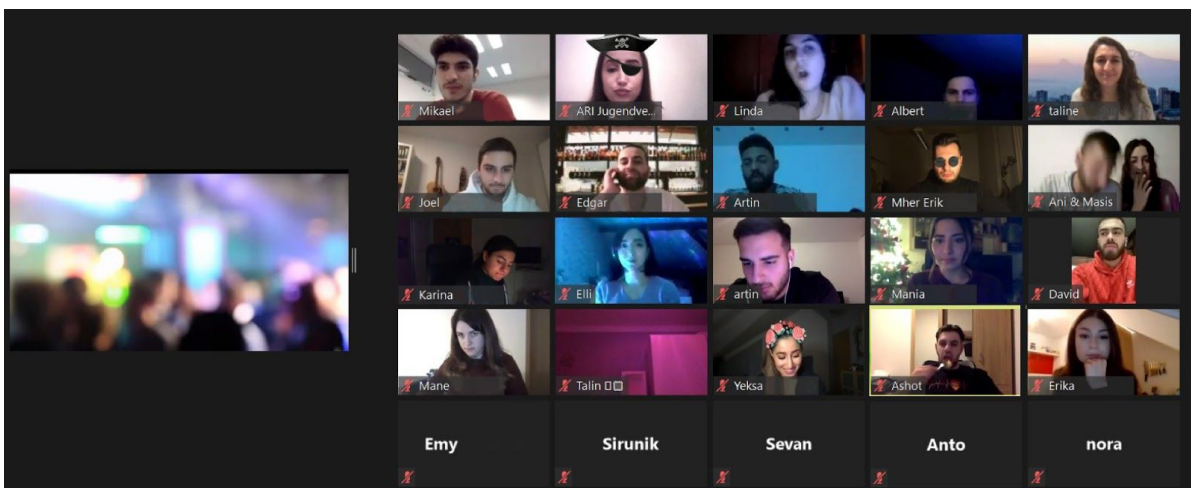 Mikael
ARI Jugendve...
Linda
Albert
taline
Joel
Edgar
Artin
Mher Erik
Ani & Masis
Karina
Elli
artin
Mania
David
Mane
Talin
Yeksa
Ashot
Erika
Emy
Sirunik
Sevan
Anto
nora